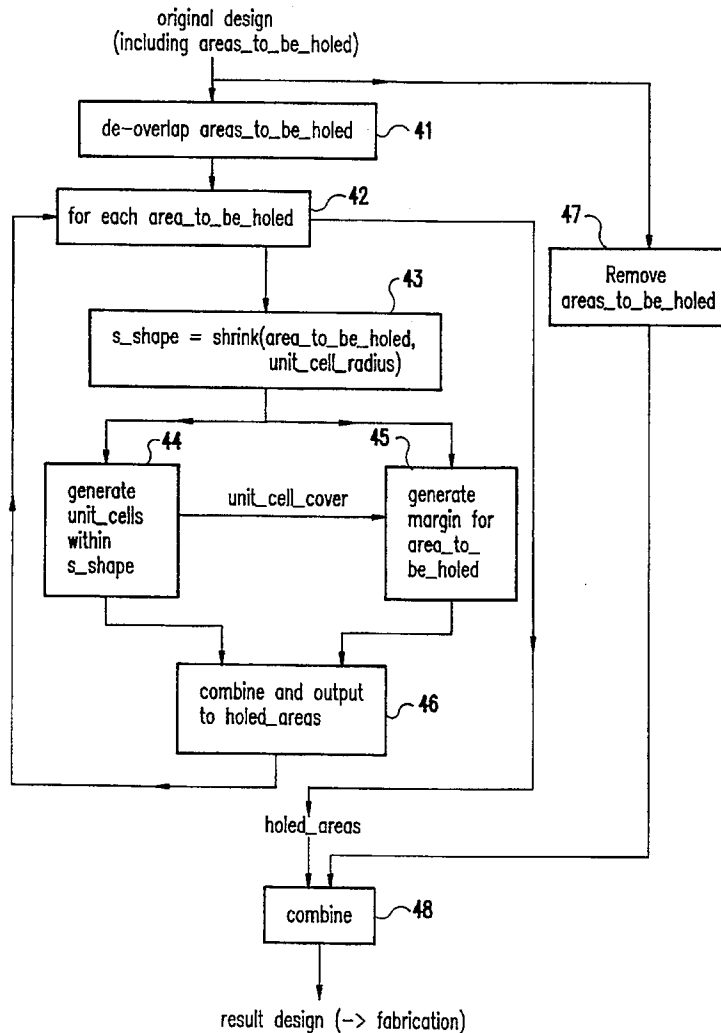 original design
(including areas_to_be_holed)
de-overlap areas_to_be_holed
41
42
for each area_to_be_holed
47
Remove
areas_to_be_holed
43
s_shape = shrink(area_to_be_holed,
unit_cell_radius)
44
generate
unit_cells
within
s_shape
unit_cell_cover
45
generate
margin for
area_to_
be_holed
combine and output
to holed_areas
46
holed_areas
combine
48
result design (-> fabrication)